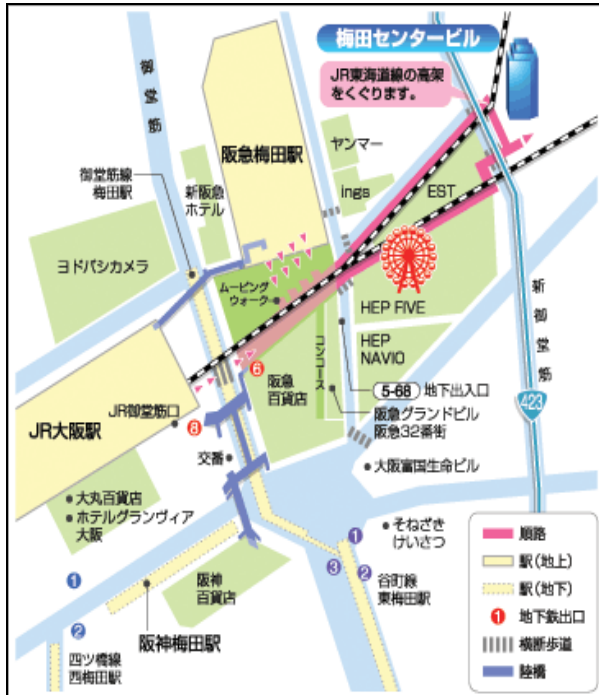 梅田センタービル
JR東海道線の高架
をくぐります。
御堂筋
阪急梅田駅
ヤンマー
御堂筋線
梅田駅
新阪急
ホテル
ings
EST
ヨドバシカメラ
ムービング
ウォーク
HEP FIVE
HEP
NAVIO
新御堂筋
コンコース
6
阪急
百貨店
5-68 地下出入口
423
JR御堂筋口
8
阪急グランドビル
阪急32番街
JR大阪駅
交番
大阪富国生命ビル
大丸百貨店
ホテルグランヴィア
大阪
そねざき
けいさつ
1
3
2
谷町線
東梅田駅
1
阪神
百貨店
2
阪神梅田駅
四ツ橋線
西梅田駅
順路
駅(地上)
駅(地下)
1 地下鉄出口
横断歩道
陸橋